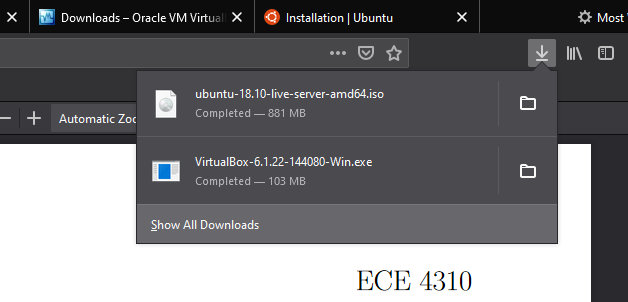 Downloads – Oracle VM Virtual
Installation | Ubuntu
Most
Automatic Zoo
ubuntu-18.10-live-server-amd64.iso
Completed — 881 MB
VirtualBox-6.1.22-144080-Win.exe
Completed — 103 MB
Show All Downloads
ECE 4310